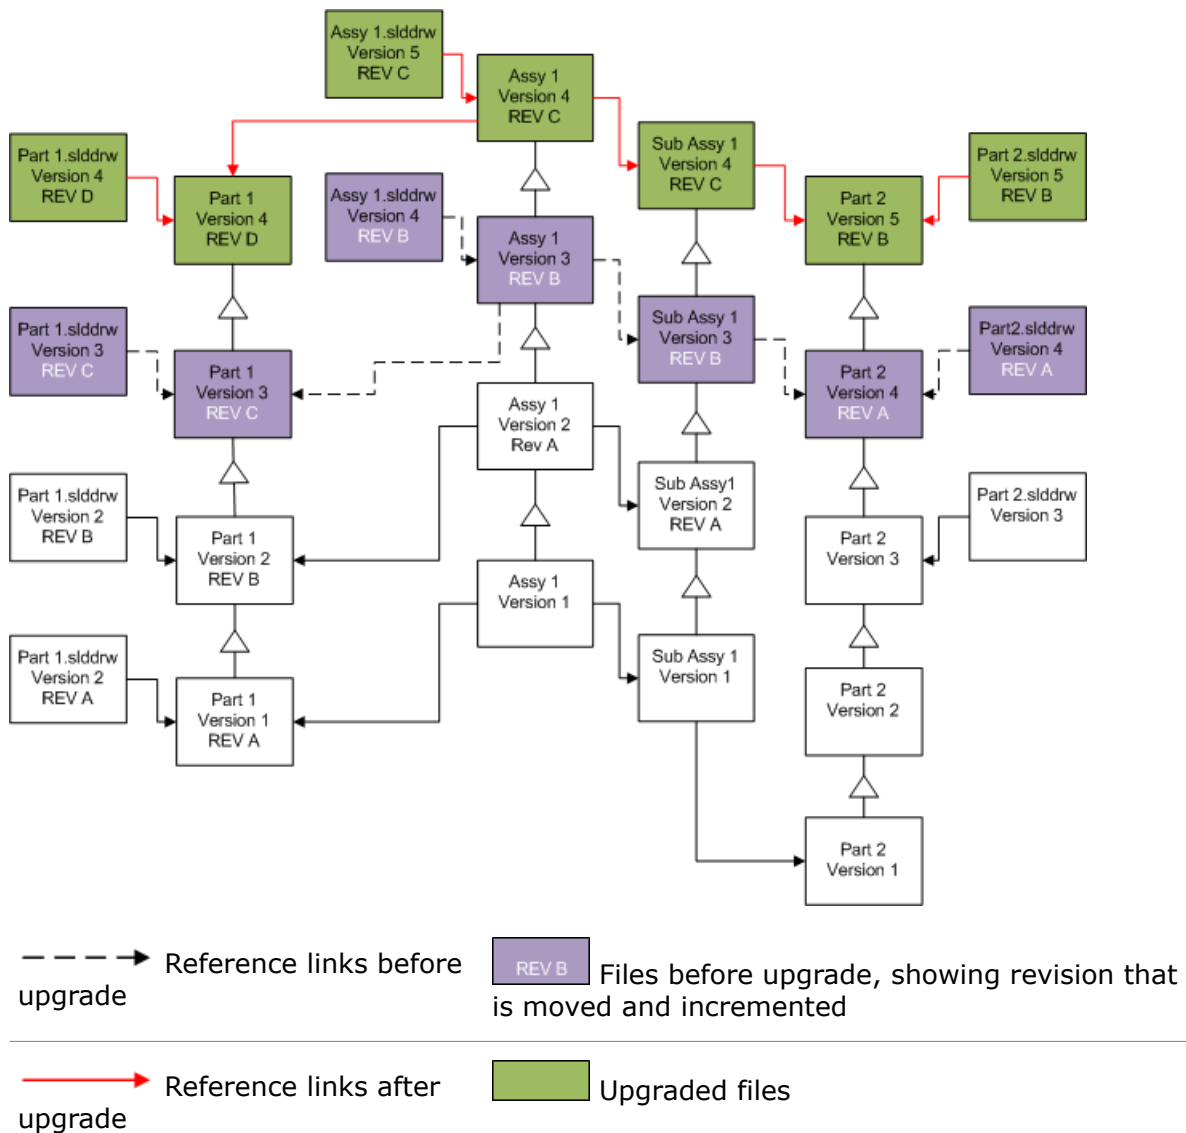 Assy 1.slddrw
Version 5
REV C
Assy 1
Version 4
REV C
Part 1.slddrw
Version 4
REV D
Sub Assy 1
Version 4
REV C
Part 2.slddrw
Version 5
REV B
Part 1
Version 4
REV D
Assy 1.slddrw
Version 4
REV B
Part 2
Version 5
REV B
Assy 1
Version 3
REV B
Part 1.slddrw
Version 3
REV C
Sub Assy 1
Version 3
REV B
Part2.slddrw
Version 4
REV A
Part 1
Version 3
REV C
Part 2
Version 4
REV A
Assy 1
Version 2
Rev A
Part 1.slddrw
Version 2
REV B
Sub Assy1
Version 2
REV A
Part 2.slddrw
Version 3
Part 1
Version 2
REV B
Part 2
Version 3
Assy 1
Version 1
Part 1.slddrw
Version 2
REV A
Sub Assy 1
Version 1
Part 1
Version 1
REV A
Part 2
Version 2
Part 2
Version 1
Reference links before
upgrade
REV B
Files before upgrade, showing revision that
is moved and incremented
Reference links after
upgrade
Upgraded files